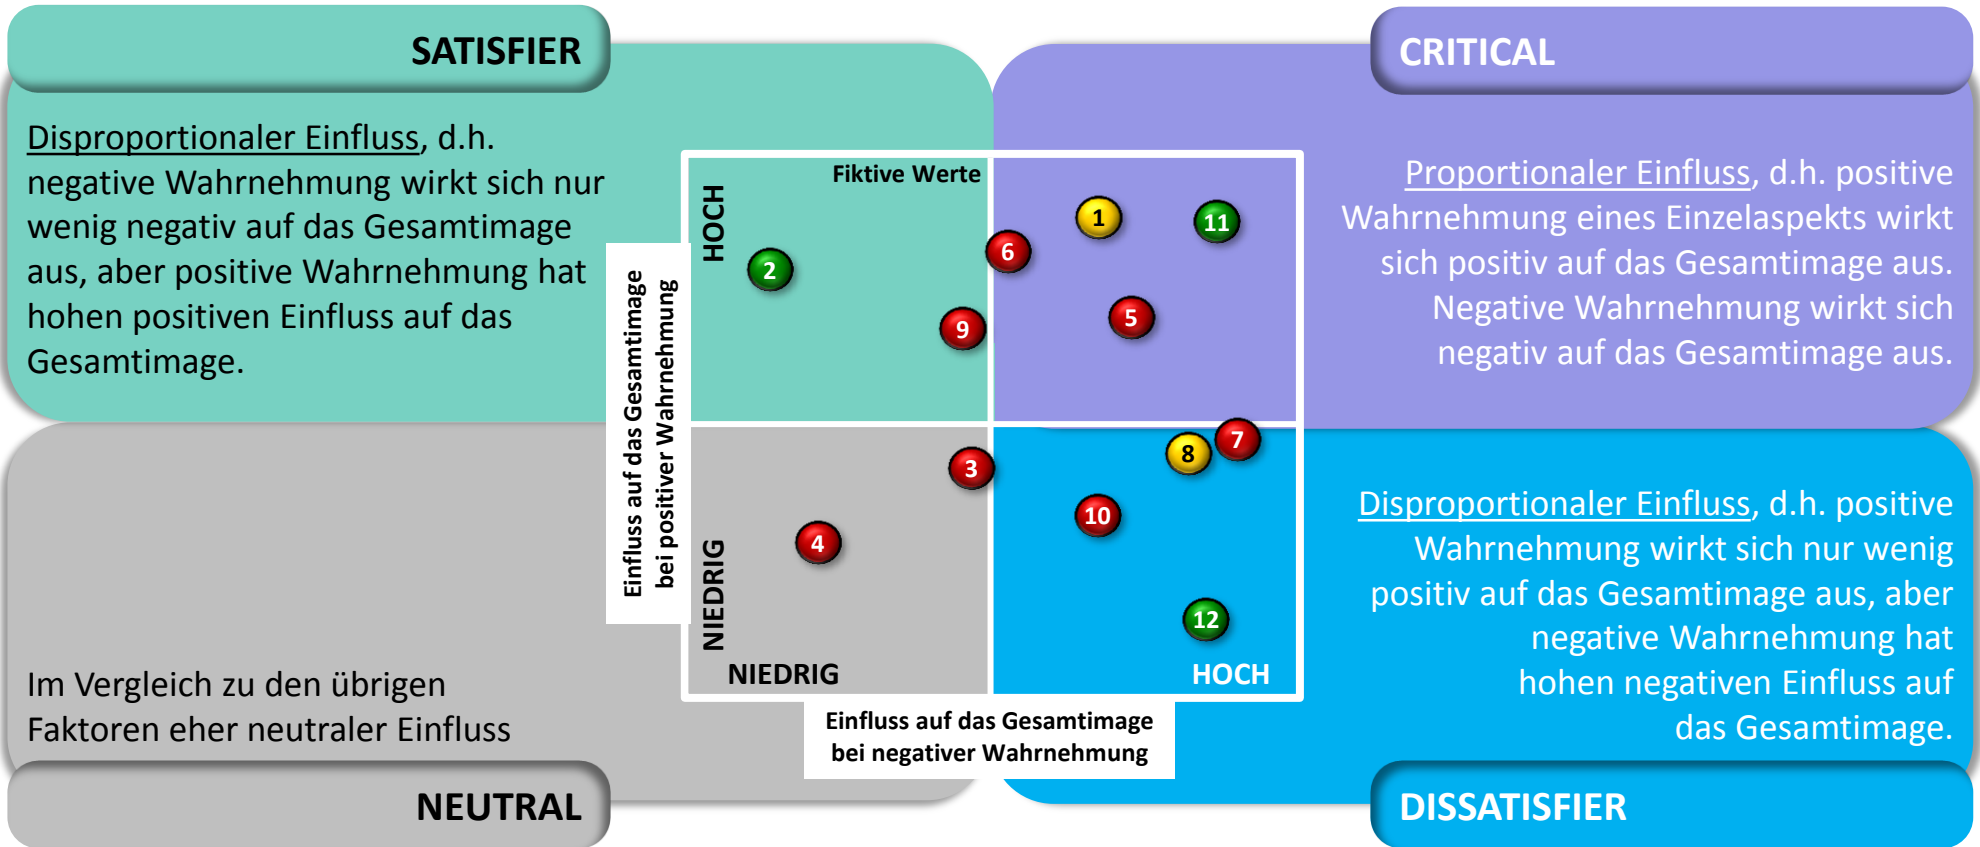 SATISFIER
Disproportionaler Einfluss, d.h.
negative Wahrnehmung wirkt sich nur
wenig negativ auf das Gesamtimage
aus, aber positive Wahrnehmung hat
hohen positiven Einfluss auf das
Gesamtimage.
CRITICAL
Proportionaler Einfluss, d.h. positive
Wahrnehmung eines Einzelaspekts wirkt
sich positiv auf das Gesamtimage aus.
Negative Wahrnehmung wirkt sich
negativ auf das Gesamtimage aus.
Einfluss auf das Gesamtimage
bei positiver Wahrnehmung
HOCH
NIEDRIG
Fiktive Werte
1
11
6
2
9
5
7
8
3
10
4
12
NIEDRIG
HOCH
Einfluss auf das Gesamtimage
bei negativer Wahrnehmung
Im Vergleich zu den übrigen
Faktoren eher neutraler Einfluss
NEUTRAL
Disproportionaler Einfluss, d.h. positive
Wahrnehmung wirkt sich nur wenig
positiv auf das Gesamtimage aus, aber
negative Wahrnehmung hat
hohen negativen Einfluss auf
das Gesamtimage.
DISSATISFIER